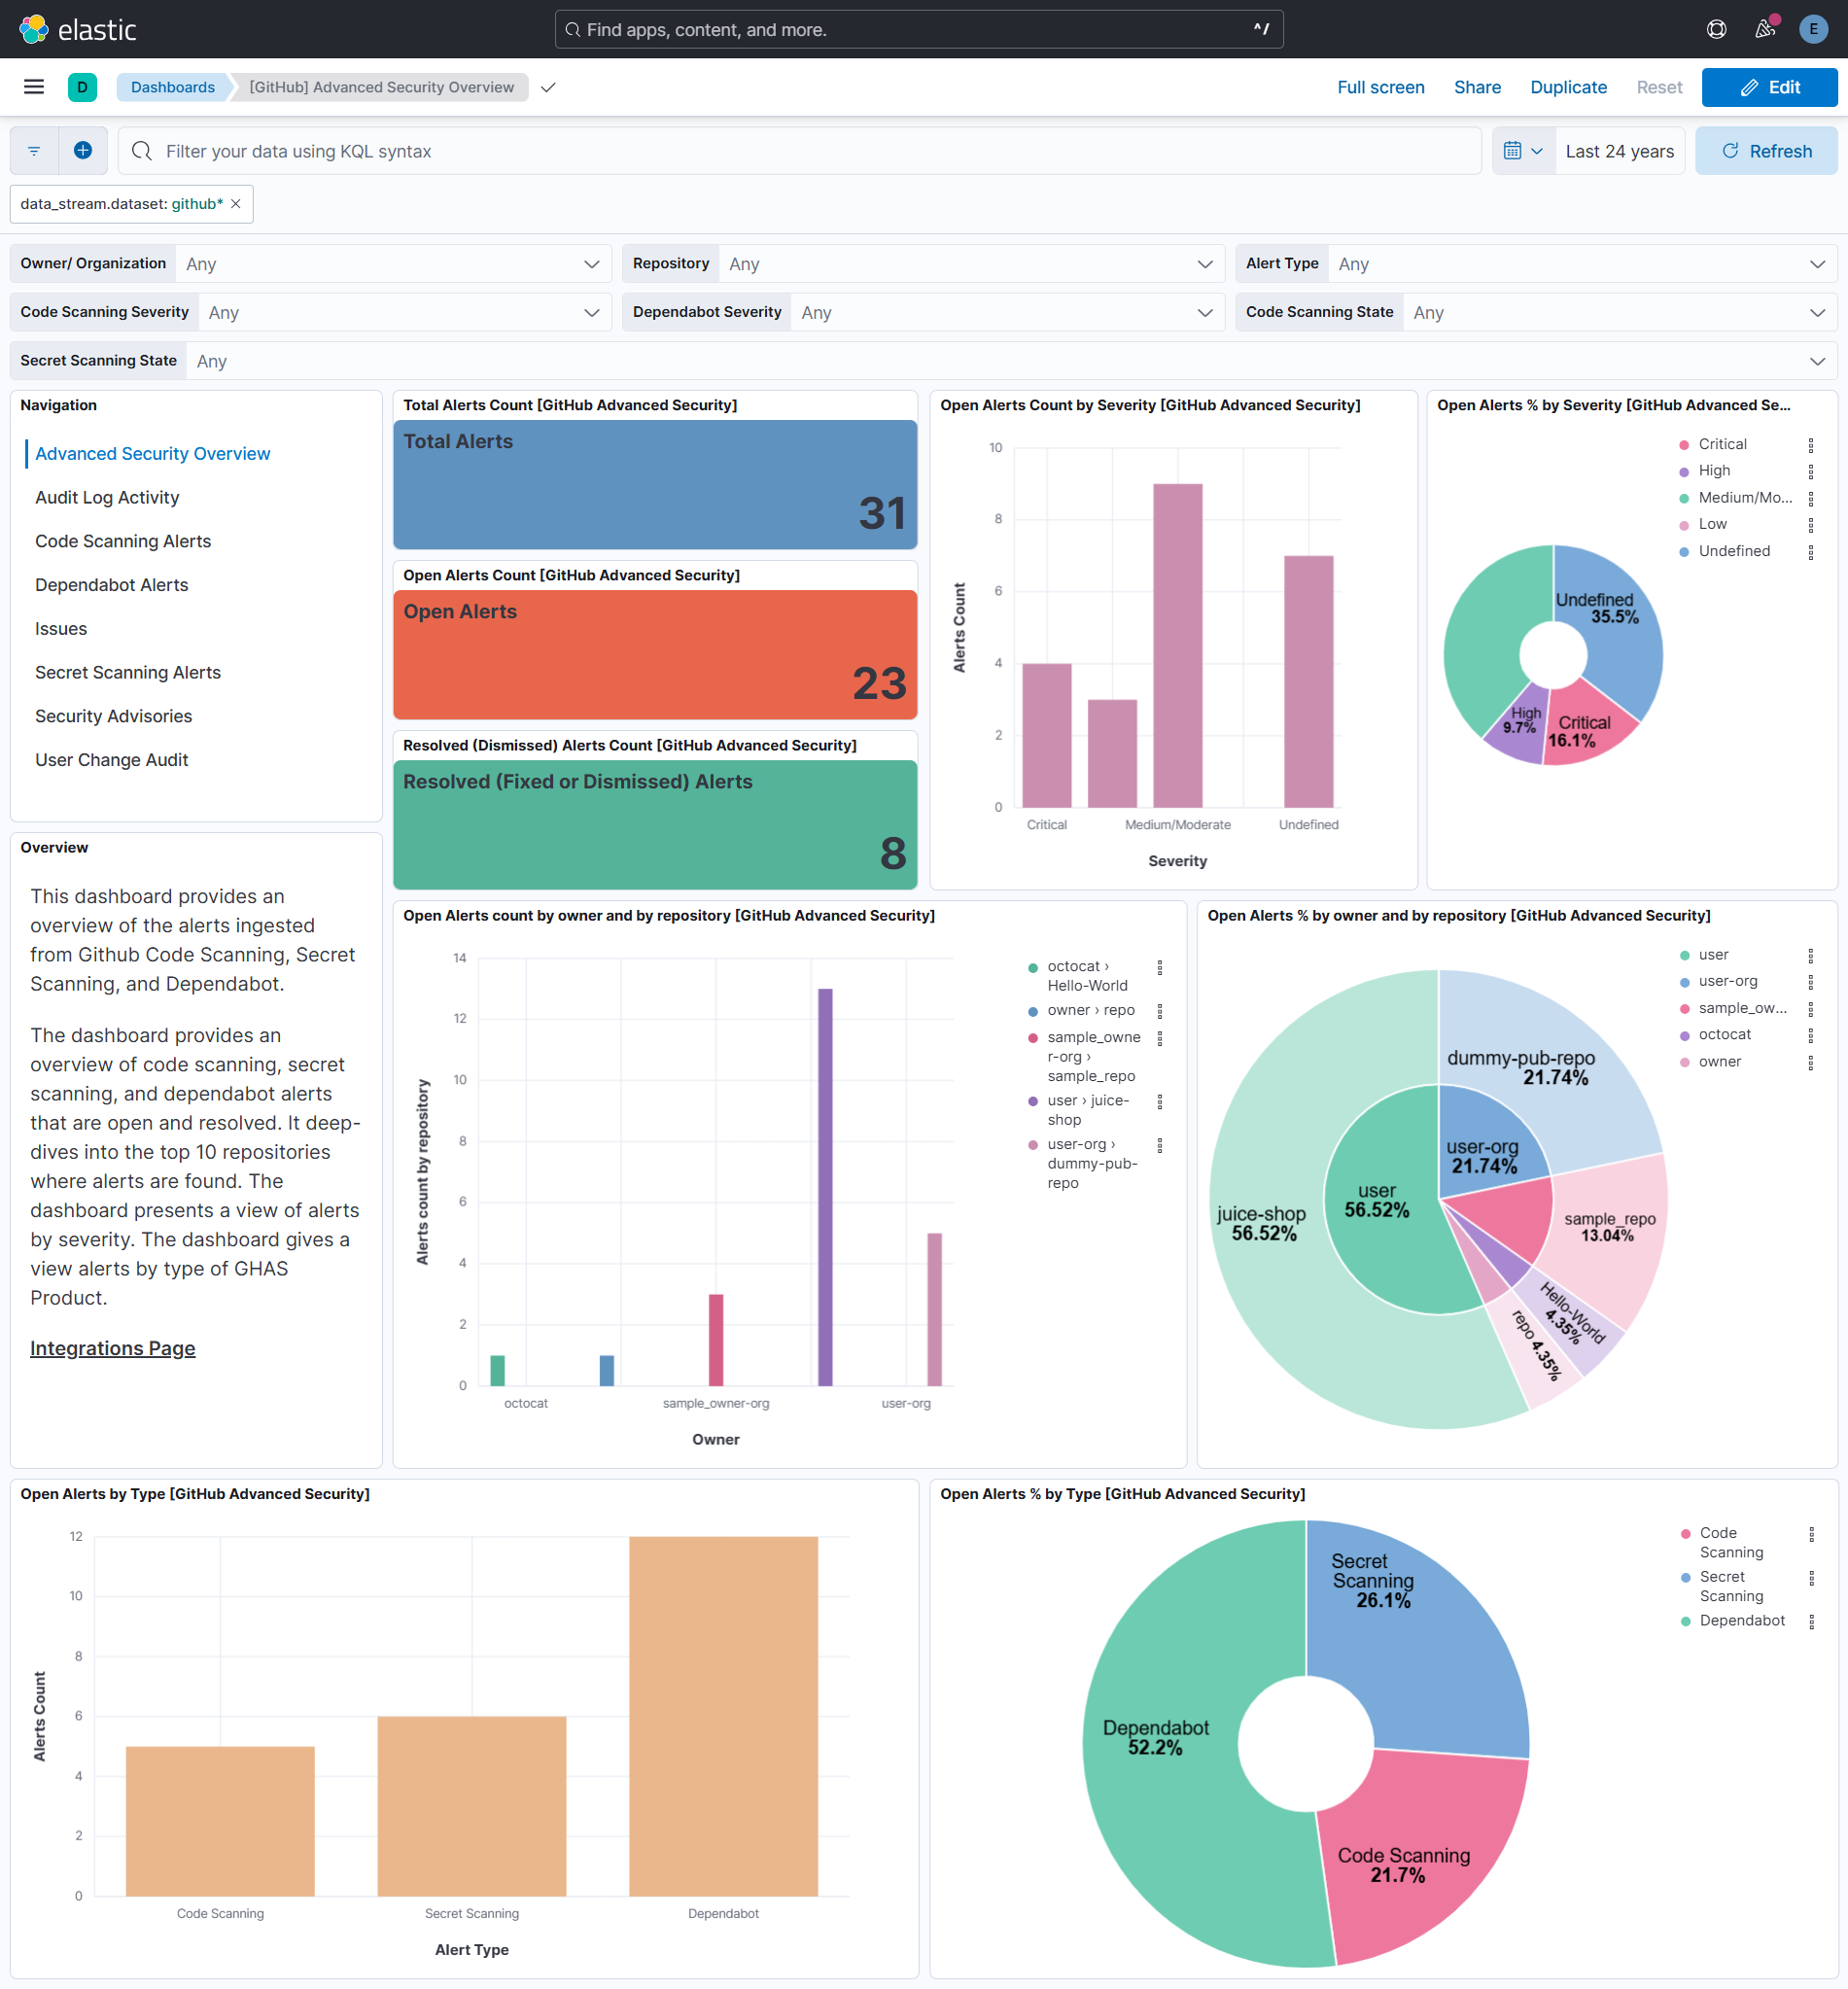 elastic
Find apps, content, and more.
^/
E
D
Dashboards
[GitHub] Advanced Security Overview
Full screen
Share
Duplicate
Reset
Edit
Filter your data using KQL syntax
Last 24 years
Refresh
data_stream.dataset: github* ×
Owner/ Organization Any
Repository Any
Alert Type Any
Code Scanning Severity Any
Dependabot Severity Any
Code Scanning State Any
Secret Scanning State Any
Navigation
Advanced Security Overview
Audit Log Activity
Code Scanning Alerts
Dependabot Alerts
Issues
Secret Scanning Alerts
Security Advisories
User Change Audit
Overview
This dashboard provides an
overview of the alerts ingested
from Github Code Scanning, Secret
Scanning, and Dependabot.
The dashboard provides an
overview of code scanning, secret
scanning, and dependabot alerts
that are open and resolved. It deep-
dives into the top 10 repositories
where alerts are found. The
dashboard presents a view of alerts
by severity. The dashboard gives a
view alerts by type of GHAS
Product.
Integrations Page
Total Alerts Count [GitHub Advanced Security]
Total Alerts
31
Open Alerts Count [GitHub Advanced Security]
Open Alerts
23
Resolved (Dismissed) Alerts Count [GitHub Advanced Security]
Resolved (Fixed or Dismissed) Alerts
8
Open Alerts Count by Severity [GitHub Advanced Security]
10
8
6
4
2
0
Alerts Count
Critical
Medium/Moderate
Undefined
Severity
Open Alerts % by Severity [GitHub Advanced Se...
Critical
High
Medium/Mo...
Low
Undefined
Undefined
35.5%
High
9.7%
Critical
16.1%
Open Alerts count by owner and by repository [GitHub Advanced Security]
14
12
10
8
6
4
2
0
Alerts count by repository
octocat
sample_owner-org
user-org
Owner
octocat ›
Hello-World
owner › repo
sample_owne
r-org ›
sample_repo
user › juice-
shop
user-org ›
dummy-pub-
repo
Open Alerts % by owner and by repository [GitHub Advanced Security]
user
user-org
sample_ow...
octocat
owner
dummy-pub-repo
21.74%
user-org
21.74%
user
56.52%
juice-shop
56.52%
sample_repo
13.04%
Hello-World
4.35%
repo 4.35%
Open Alerts by Type [GitHub Advanced Security]
12
10
8
6
4
2
0
Alerts Count
Code Scanning
Secret Scanning
Dependabot
Alert Type
Open Alerts % by Type [GitHub Advanced Security]
Code
Scanning
Secret
Scanning
Dependabot
Secret
Scanning
26.1%
Dependabot
52.2%
Code Scanning
21.7%